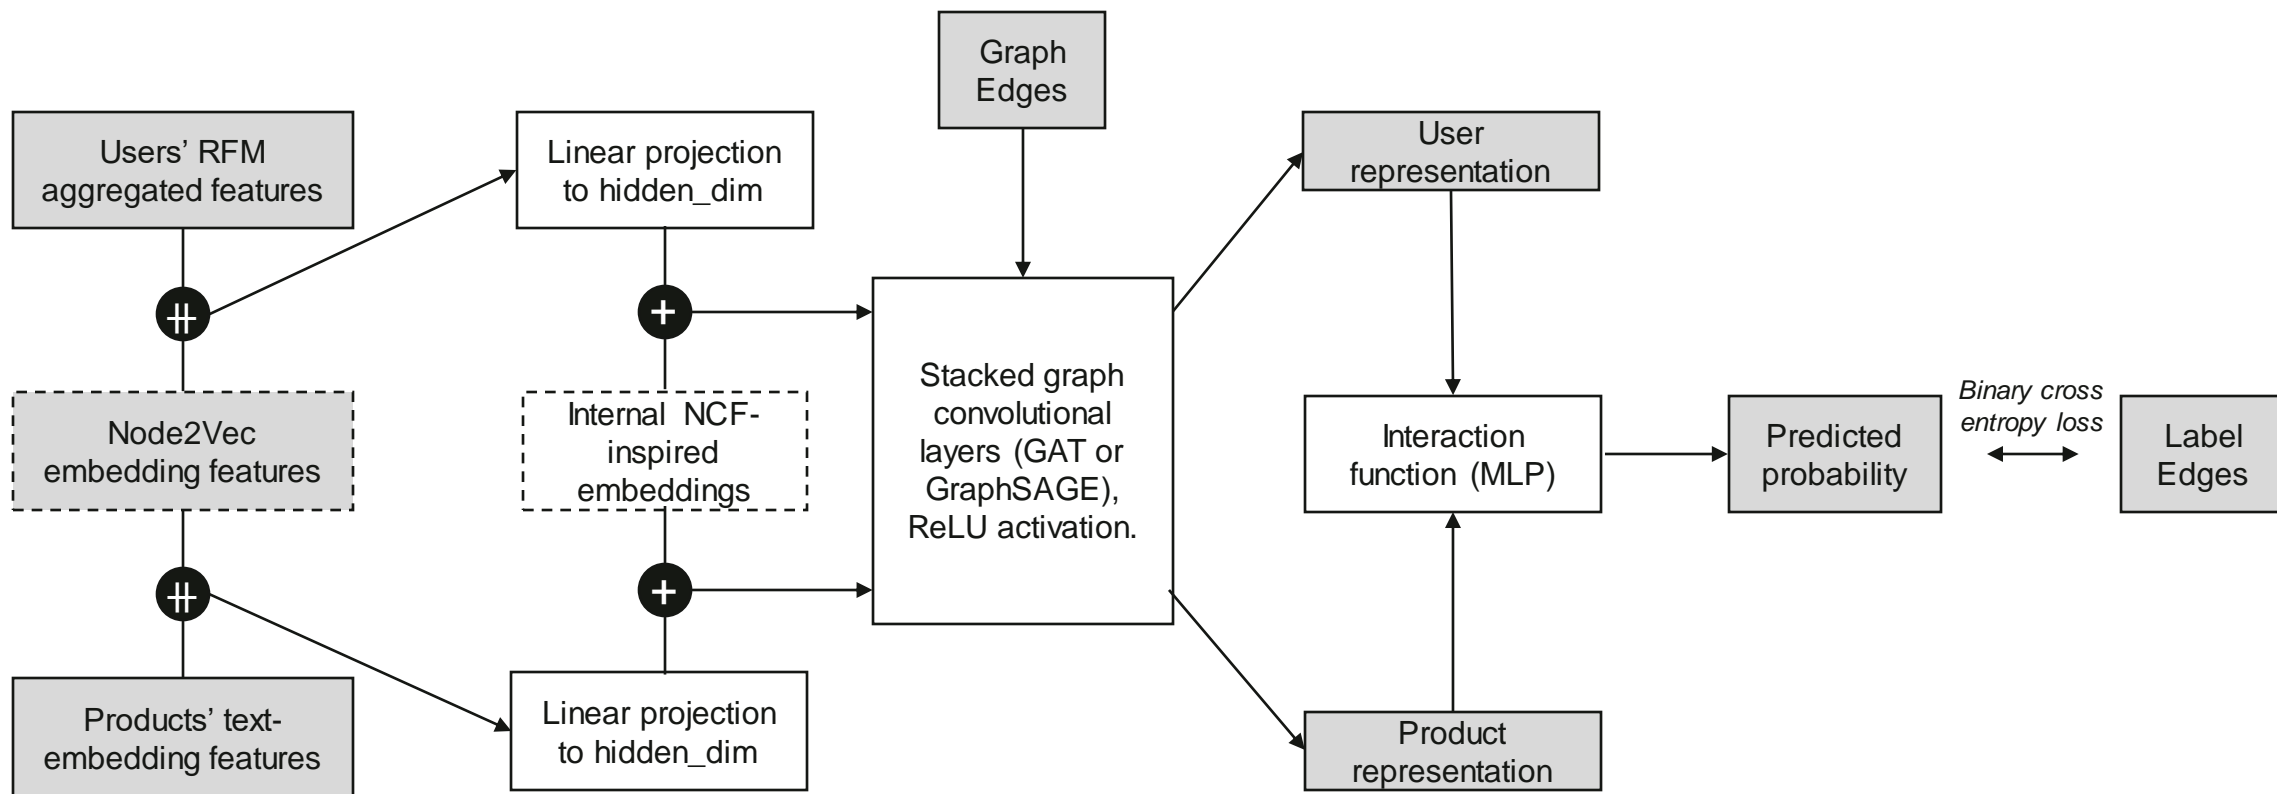 Graph
Edges
Users’ RFM
aggregated features
Linear projection
to hidden_dim
User
representation
⧺
+
Node2Vec
embedding features
Internal NCF-
inspired
embeddings
Stacked graph
convolutional
layers (GAT or
GraphSAGE),
ReLU activation.
Interaction
function (MLP)
Predicted
probability
Binary cross
entropy loss
Label
Edges
⧺
+
Products’ text-
embedding features
Linear projection
to hidden_dim
Product
representation